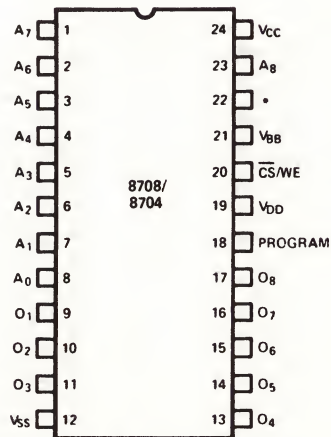 A7 1 24 VCC
A6 2 23 A8
A5 3 22 •
A4 4 21 VBB
A3 5 20 C̅S̅/WE
8708/
8704
A2 6 19 VDD
A1 7 18 PROGRAM
A0 8 17 O8
O1 9 16 O7
O2 10 15 O6
O3 11 14 O5
VSS 12 13 O4